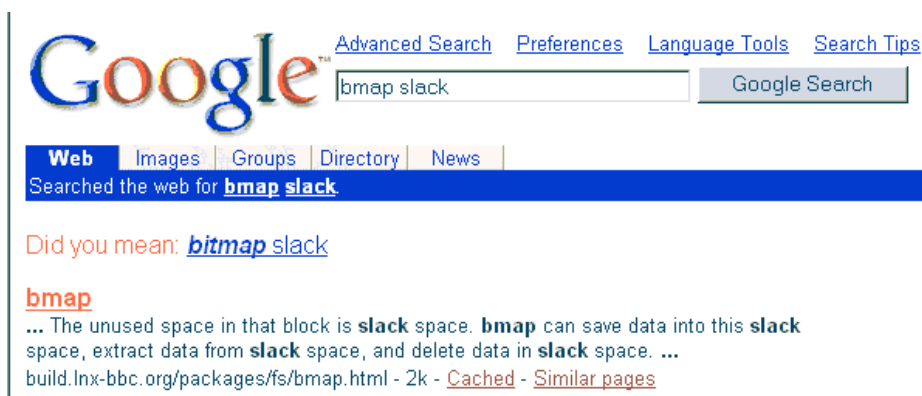 Google™
Advanced Search Preferences Language Tools Search Tips
bmap slack Google Search
Web Images Groups Directory News
Searched the web for bmap slack.
Did you mean: bitmap slack
bmap
... The unused space in that block is slack space. bmap can save data into this slack
space, extract data from slack space, and delete data in slack space. ...
build.lnx-bbc.org/packages/fs/bmap.html - 2k - Cached - Similar pages